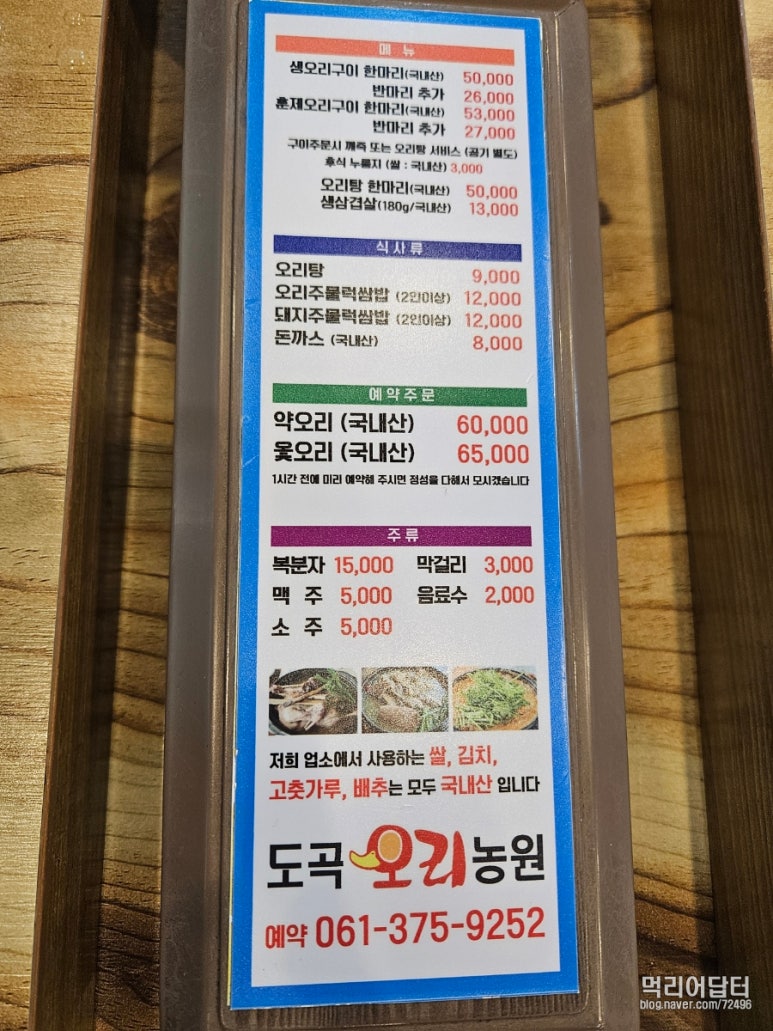 메 뉴
생오리구이 한마리(국내산) 50,000
반마리 추가 26,000
훈제오리구이 한마리(국내산) 53,000
반마리 추가 27,000
구이주문시 깨죽 또는 오리탕 서비스 (공기 별도)
후식 누룽지 (쌀 : 국내산) 3,000
오리탕 한마리(국내산) 50,000
생삼겹살(180g/국내산) 13,000
식사류
오리탕 9,000
오리주물럭쌈밥 (2인이상) 12,000
돼지주물럭쌈밥 (2인이상) 12,000
돈까스 (국내산) 8,000
예약주문
약오리 (국내산) 60,000
옻오리 (국내산) 65,000
1시간 전에 미리 예약해 주시면 정성을 다해서 모시겠습니다
주류
복분자 15,000 막걸리 3,000
맥 주 5,000 음료수 2,000
소 주 5,000
저희 업소에서 사용하는 쌀, 김치,
고춧가루, 배추는 모두 국내산 입니다
도곡 오리 농원
예약 061-375-9252
먹리어답터
blog.naver.com/72496